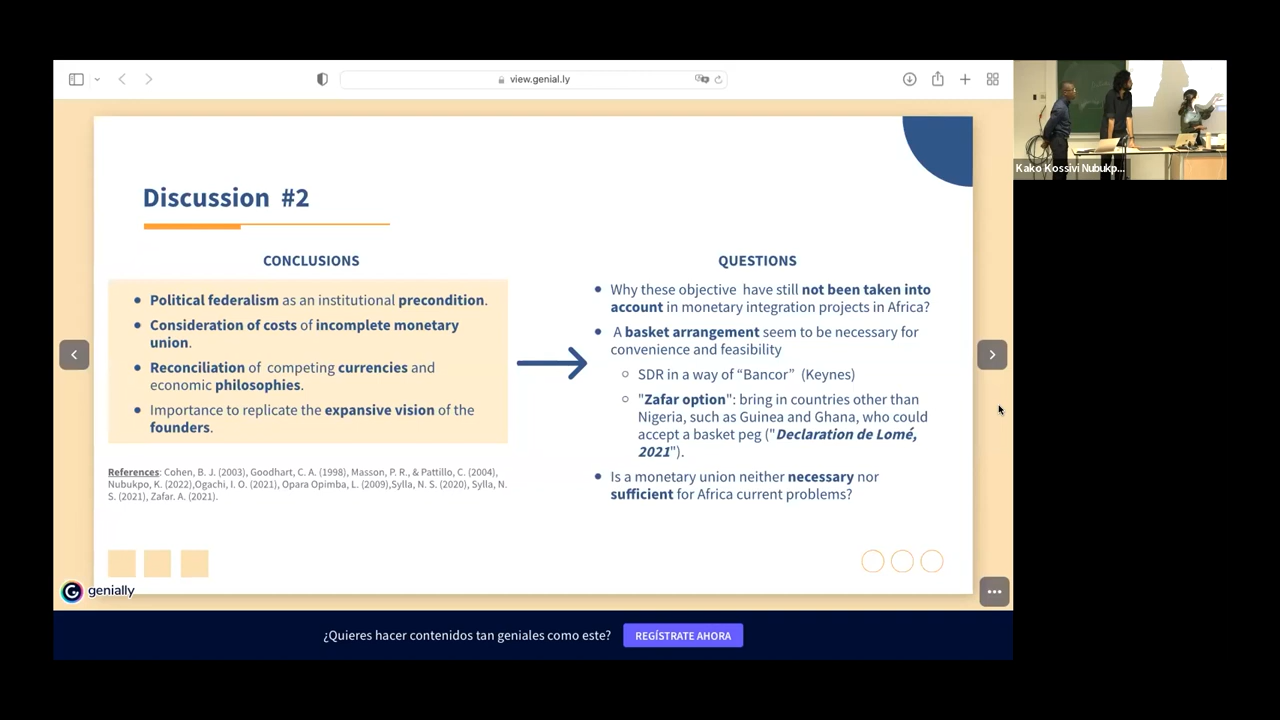 view.genial.ly
Kako Kossivi Nubukp...
Discussion #2
CONCLUSIONS
Political federalism as an institutional precondition.
Consideration of costs of incomplete monetary
union.
Reconciliation of competing currencies and
economic philosophies.
Importance to replicate the expansive vision of the
founders.
References: Cohen, B. J. (2003), Goodhart, C. A. (1998), Masson, P. R., & Pattillo, C. (2004),
Nubukpo, K. (2022),Ogachi, I. O. (2021), Opara Opimba, L. (2009),Sylla, N. S. (2020), Sylla, N.
S. (2021), Zafar. A. (2021).
QUESTIONS
Why these objective have still not been taken into
account in monetary integration projects in Africa?
A basket arrangement seem to be necessary for
convenience and feasibility
SDR in a way of “Bancor” (Keynes)
"Zafar option": bring in countries other than
Nigeria, such as Guinea and Ghana, who could
accept a basket peg ("Declaration de Lomé,
2021").
Is a monetary union neither necessary nor
sufficient for Africa current problems?
genially
¿Quieres hacer contenidos tan geniales como este?
REGÍSTRATE AHORA